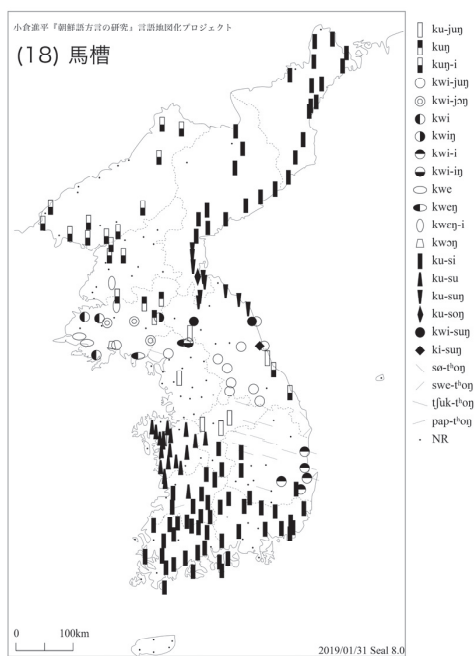 小倉進平『朝鮮語方言の研究』言語地図化プロジェクト
(18) 馬槽
ku-juŋ
kuŋ
kuŋ-i
kwi-juŋ
kwi-jɔŋ
kwi
kwiŋ
kwi-i
kwi-iŋ
kwe
kweŋ
kweŋ-i
kwɔŋ
ku-si
ku-su
ku-suŋ
ku-soŋ
kwi-suŋ
ki-suŋ
sø-tʰoŋ
swe-tʰoŋ
tʃuk-tʰoŋ
pap-tʰoŋ
NR
0 100km
2019/01/31 Seal 8.0